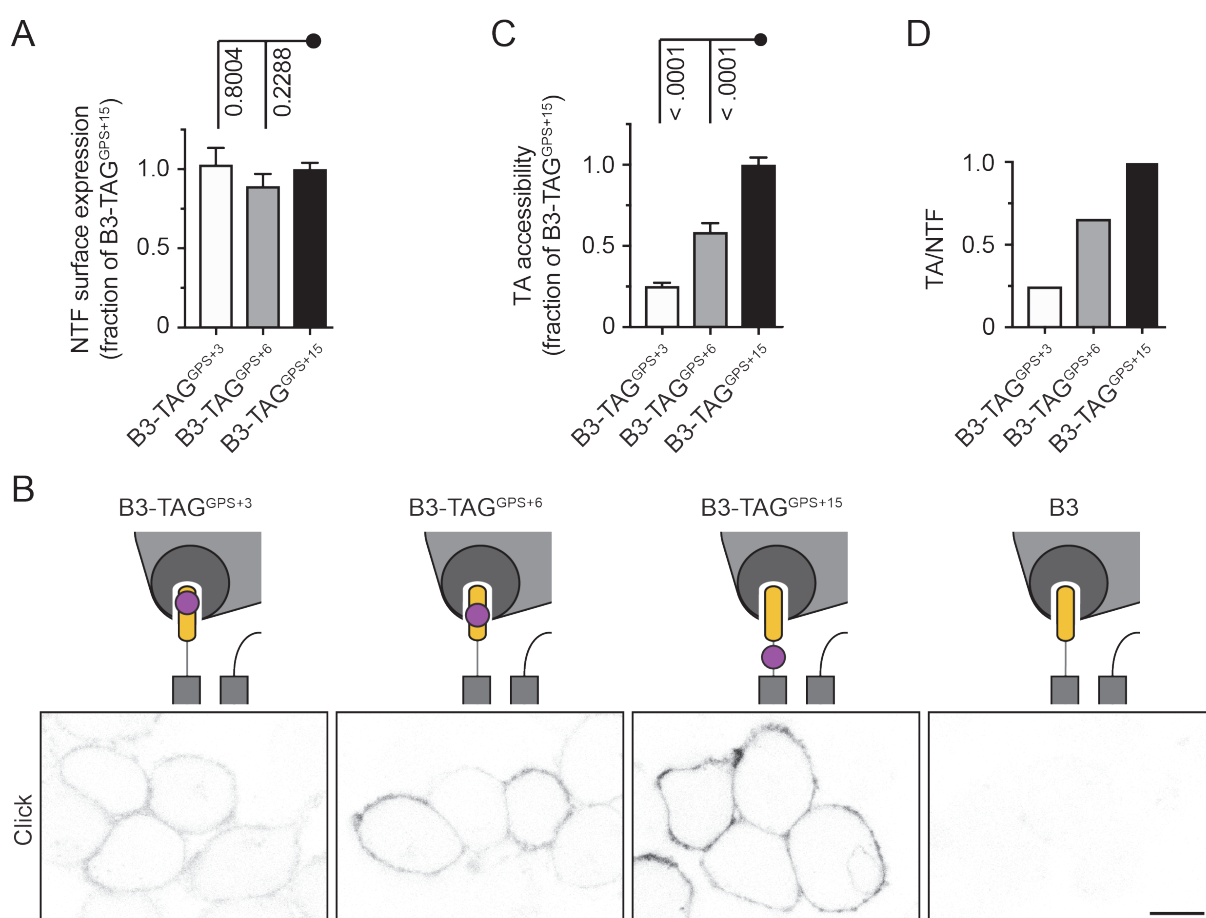 A
0.8004
0.2288
NTF surface expression
(fraction of B3-TAGGPS+15)
1.0
0.5
0
B3-TAGGPS+3
B3-TAGGPS+6
B3-TAGGPS+15
C
< .0001
< .0001
TA accessibility
(fraction of B3-TAGGPS+15)
1.0
0.5
0
B3-TAGGPS+3
B3-TAGGPS+6
B3-TAGGPS+15
D
TA/NTF
1.0
0.5
0
B3-TAGGPS+3
B3-TAGGPS+6
B3-TAGGPS+15
B
B3-TAGGPS+3
B3-TAGGPS+6
B3-TAGGPS+15
B3
Click